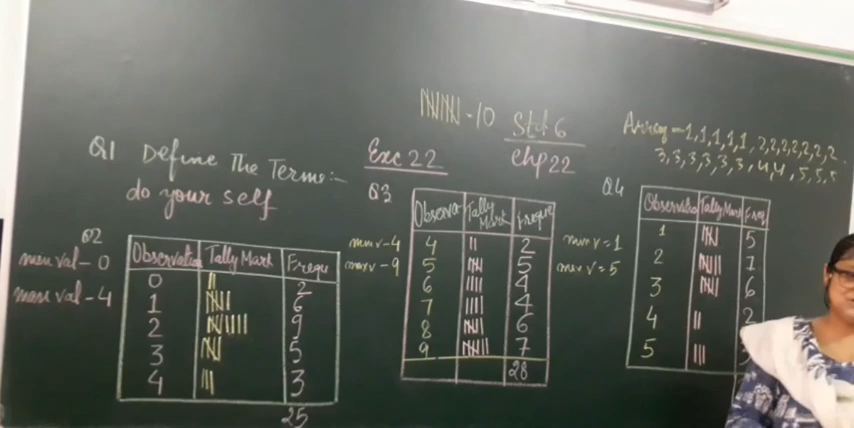 -10
Std 6
chp 22
Exc 22
Array = 1,1,1,1,1, 2,2,2,2,2,2,2
3,3,3,3,3,3, 4,4, 5,5,5
Q1 Define The Terms:-
do your self
Q2
min val - 0
max val - 4
Observation Tally Mark Frequ
0 || 2
1 6
2 9
3 5
4 ||| 3
25
Q3
min v - 4
max v - 9
Observa Tally Mark Freque
4 || 2
5 5
6 |||| 4
7 |||| 4
8 6
9 7
28
Q4
min v = 1
max v = 5
Observation Tally Mark Freq
1 5
2 7
3 6
4 || 2
5 |||